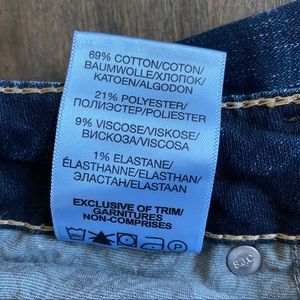 69% COTTON/COTON/
BAUMWOLLE/ХЛОПОК/
KATOEN/ALGODON
21% POLYESTER/
ПОЛИЭСТЕР/POLIESTER
9% VISCOSE/VISKOSE/
ВИСКОЗА/VISCOSA
1% ELASTANE/
ÉLASTHANNE/ELASTHAN/
ЭЛАСТАН/ELASTAAN
EXCLUSIVE OF TRIM/
GARNITURES
NON-COMPRISES
30C
P